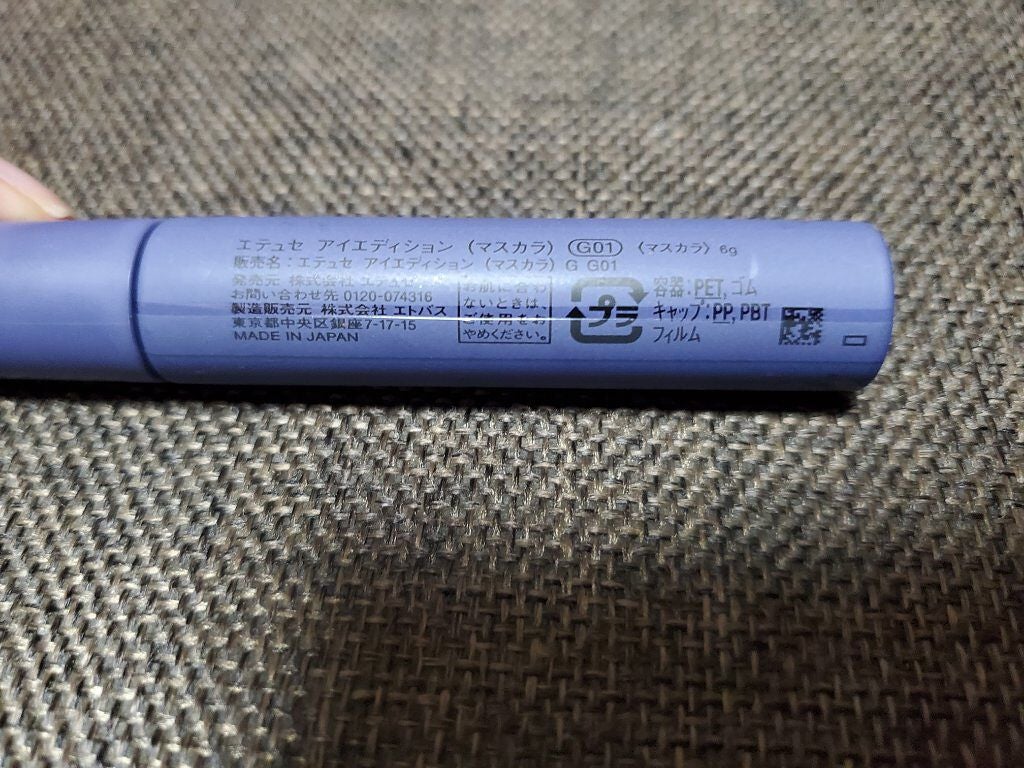 エテュセ アイエディション (マスカラ) G01 〈マスカラ〉 6g
販売名:エテュセ アイエディション (マスカラ) G G01
発売元 株式会社 エテュセ
お問い合わせ先 0120-074316
製造販売元 株式会社 エトバス
東京都中央区銀座7-17-15
MADE IN JAPAN
お肌に合わ
ないときは
ご使用をお
やめください。
プラ
容器:PET, ゴム
キャップ:PP, PBT
フィルム